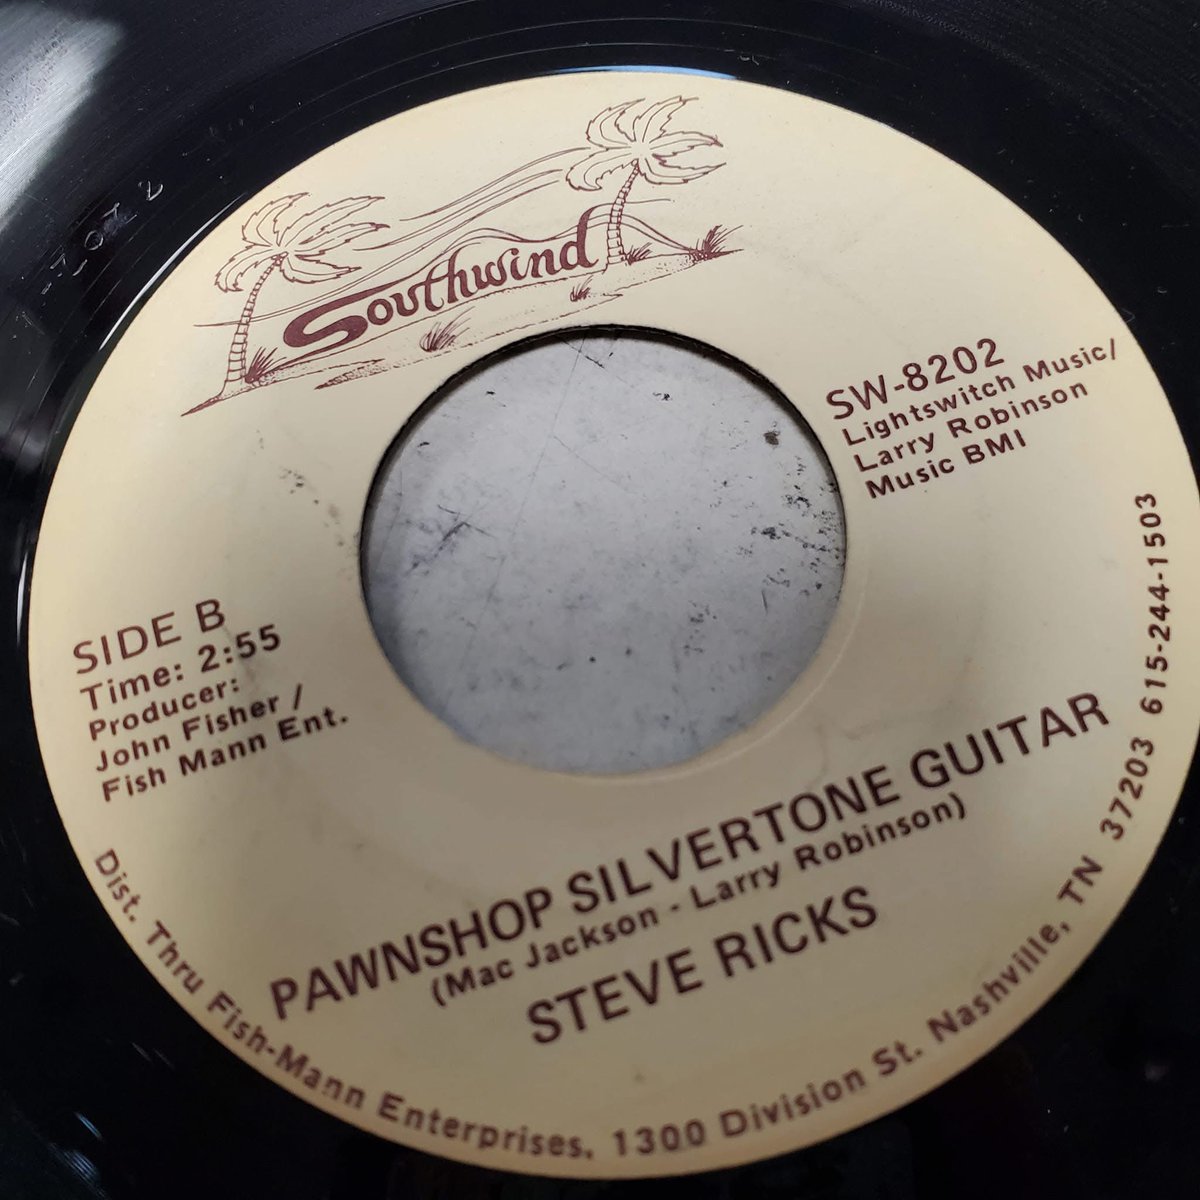 Southwind
SW-8202
Lightswitch Music/
Larry Robinson
Music BMI
SIDE B
Time: 2:55
Producer:
John Fisher /
Fish Mann Ent.
PAWNSHOP SILVERTONE GUITAR
(Mac Jackson - Larry Robinson)
STEVE RICKS
Dist. Thru Fish-Mann Enterprises, 1300 Division St. Nashville, TN 37203 615-244-1503